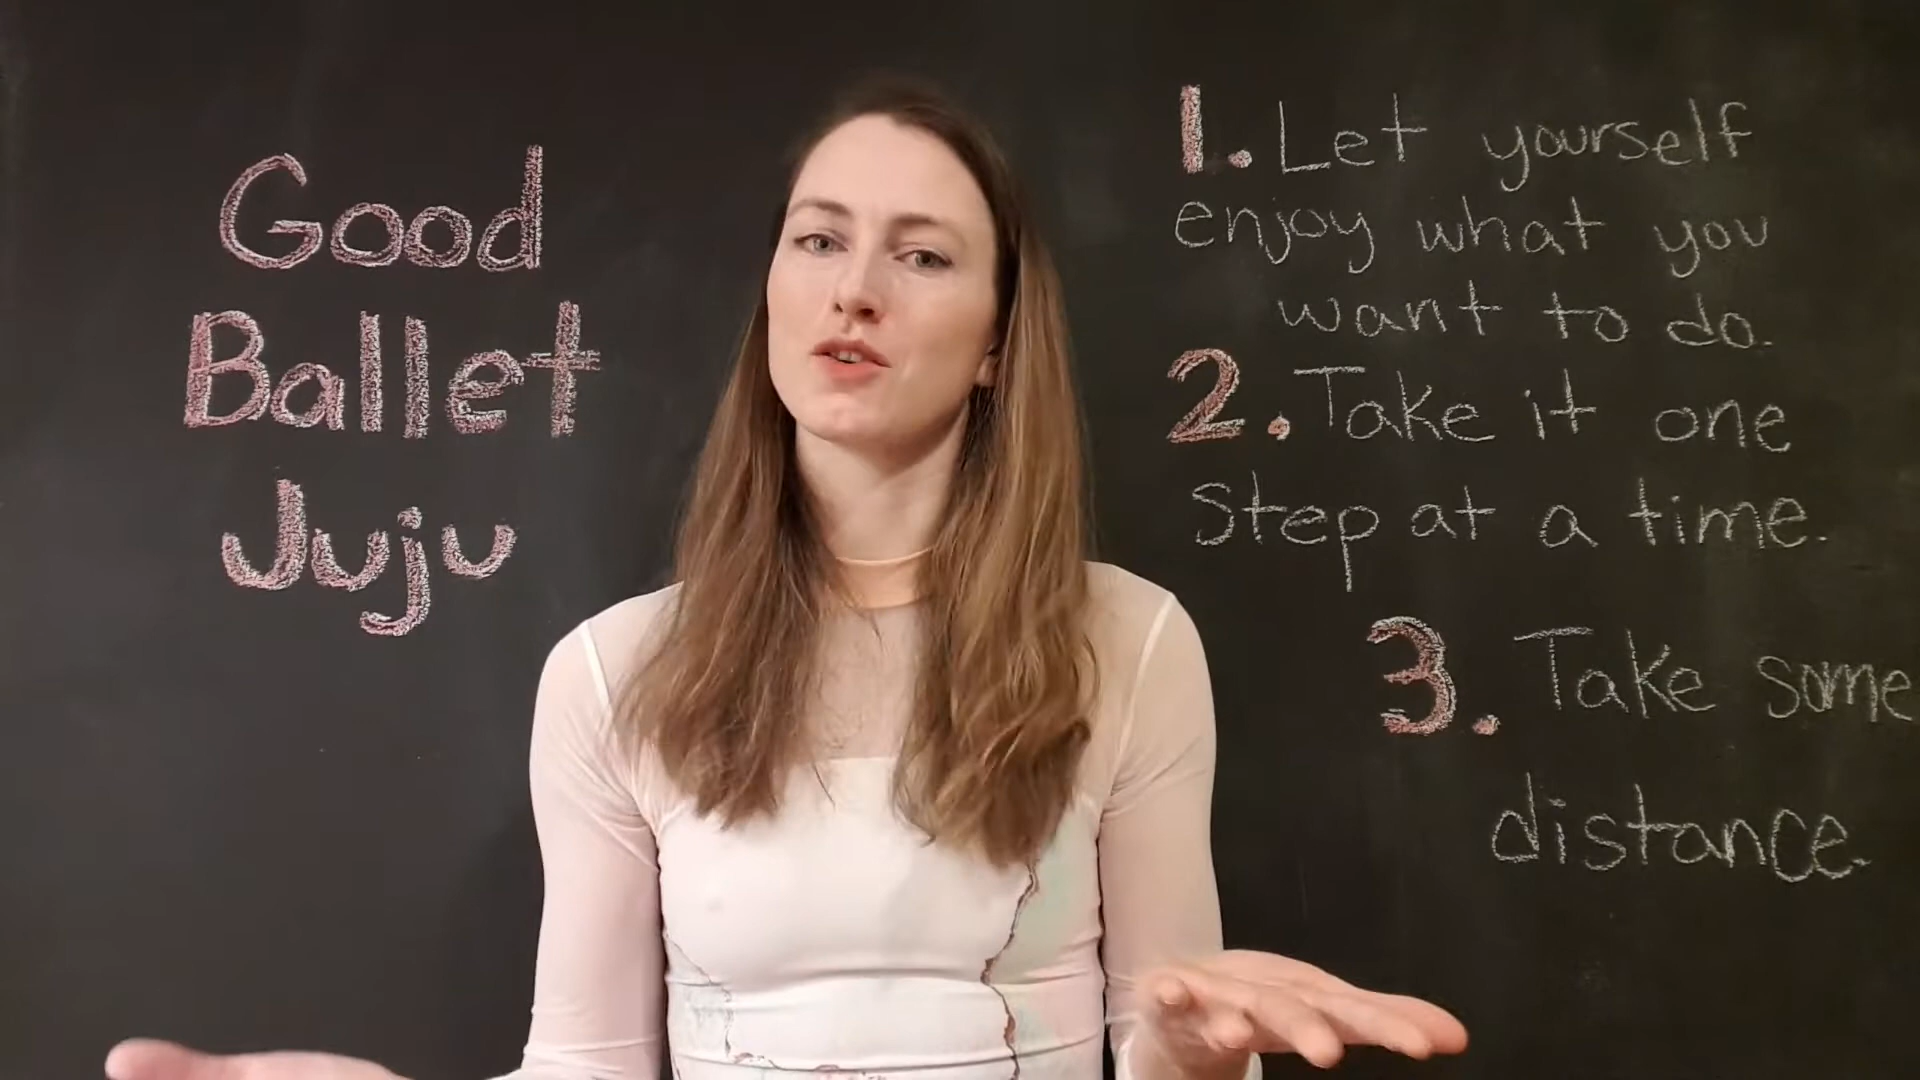 Good
Ballet
Juju
1. Let yourself
enjoy what you
want to do.
2. Take it one
Step at a time.
3. Take some
distance.